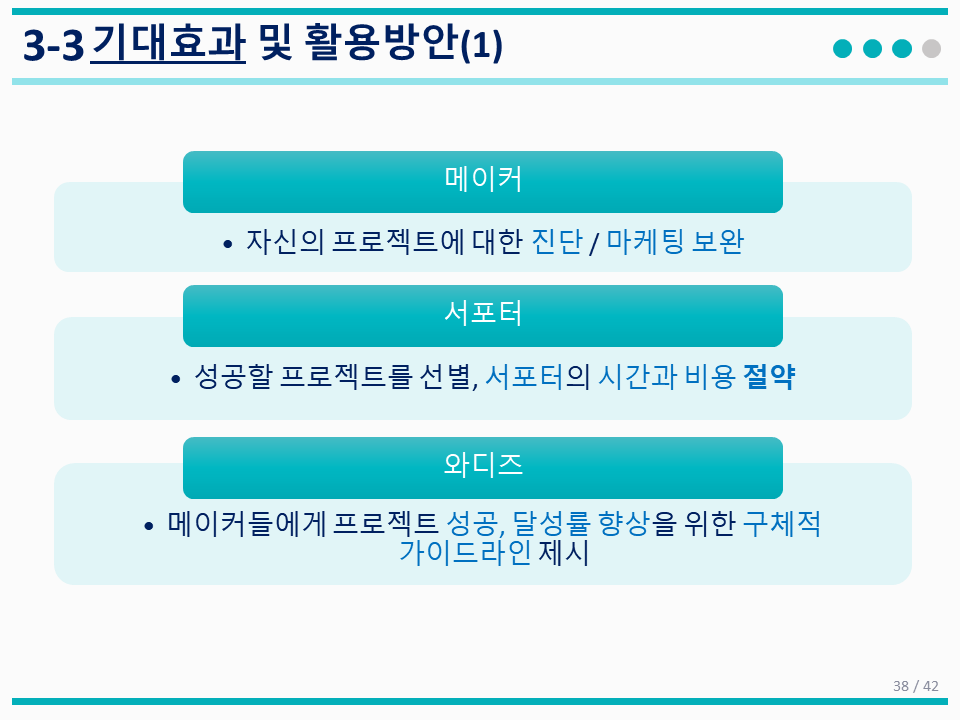 3-3 기대효과 및 활용방안(1)
메이커
• 자신의 프로젝트에 대한 진단 / 마케팅 보완
서포터
• 성공할 프로젝트를 선별, 서포터의 시간과 비용 절약
와디즈
• 메이커들에게 프로젝트 성공, 달성률 향상을 위한 구체적
가이드라인 제시
38 / 42